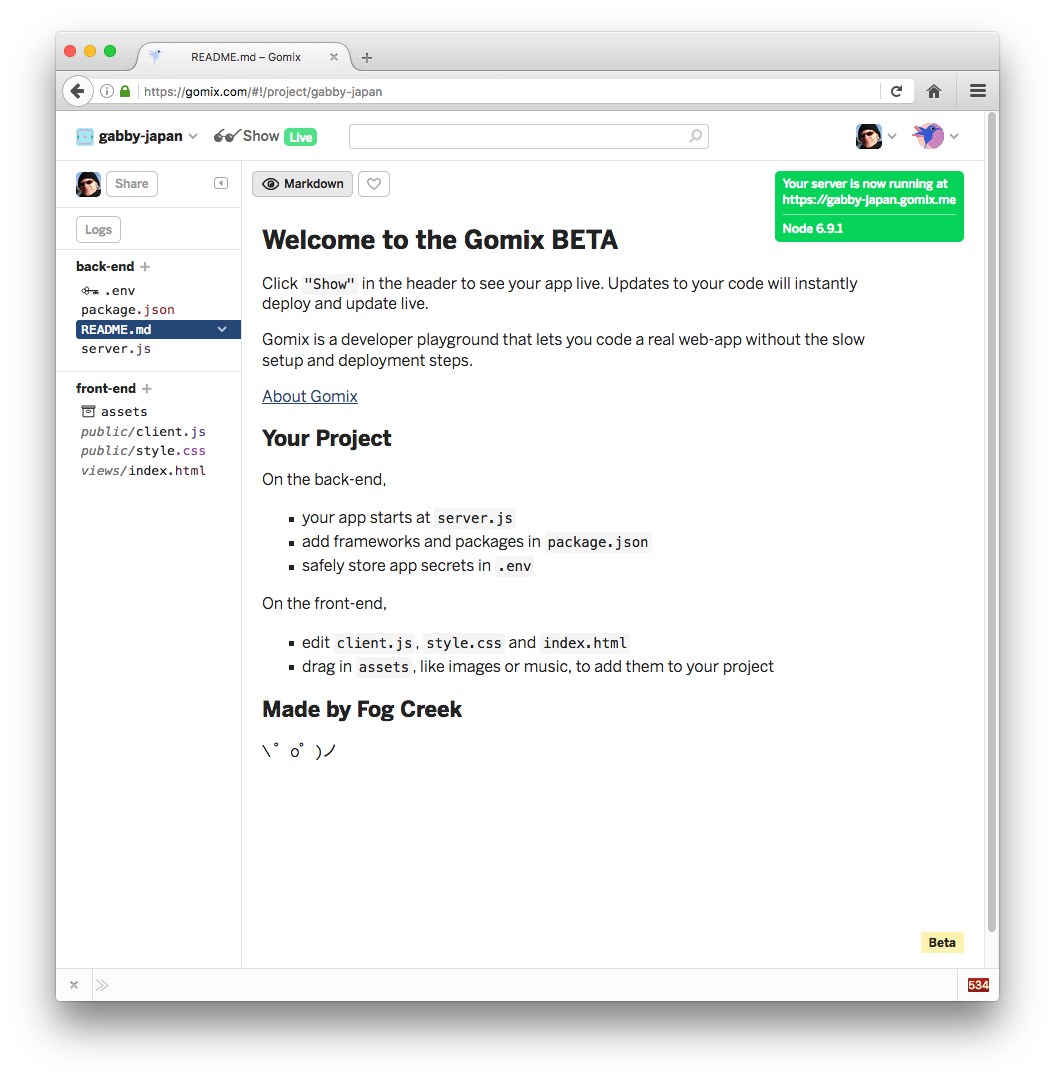 README.md – Gomix
https://gomix.com/#!/project/gabby-japan
gabby-japan
Show
Live
Share
Markdown
Your server is now running at
https://gabby-japan.gomix.me
Node 6.9.1
Logs
back-end
.env
package.json
README.md
server.js
front-end
assets
public/client.js
public/style.css
views/index.html
Welcome to the Gomix BETA
Click "Show" in the header to see your app live. Updates to your code will instantly
deploy and update live.
Gomix is a developer playground that lets you code a real web-app without the slow
setup and deployment steps.
About Gomix
Your Project
On the back-end,
your app starts at server.js
add frameworks and packages in package.json
safely store app secrets in .env
On the front-end,
edit client.js, style.css and index.html
drag in assets, like images or music, to add them to your project
Made by Fog Creek
\ ゜o゜)ノ
Beta
534